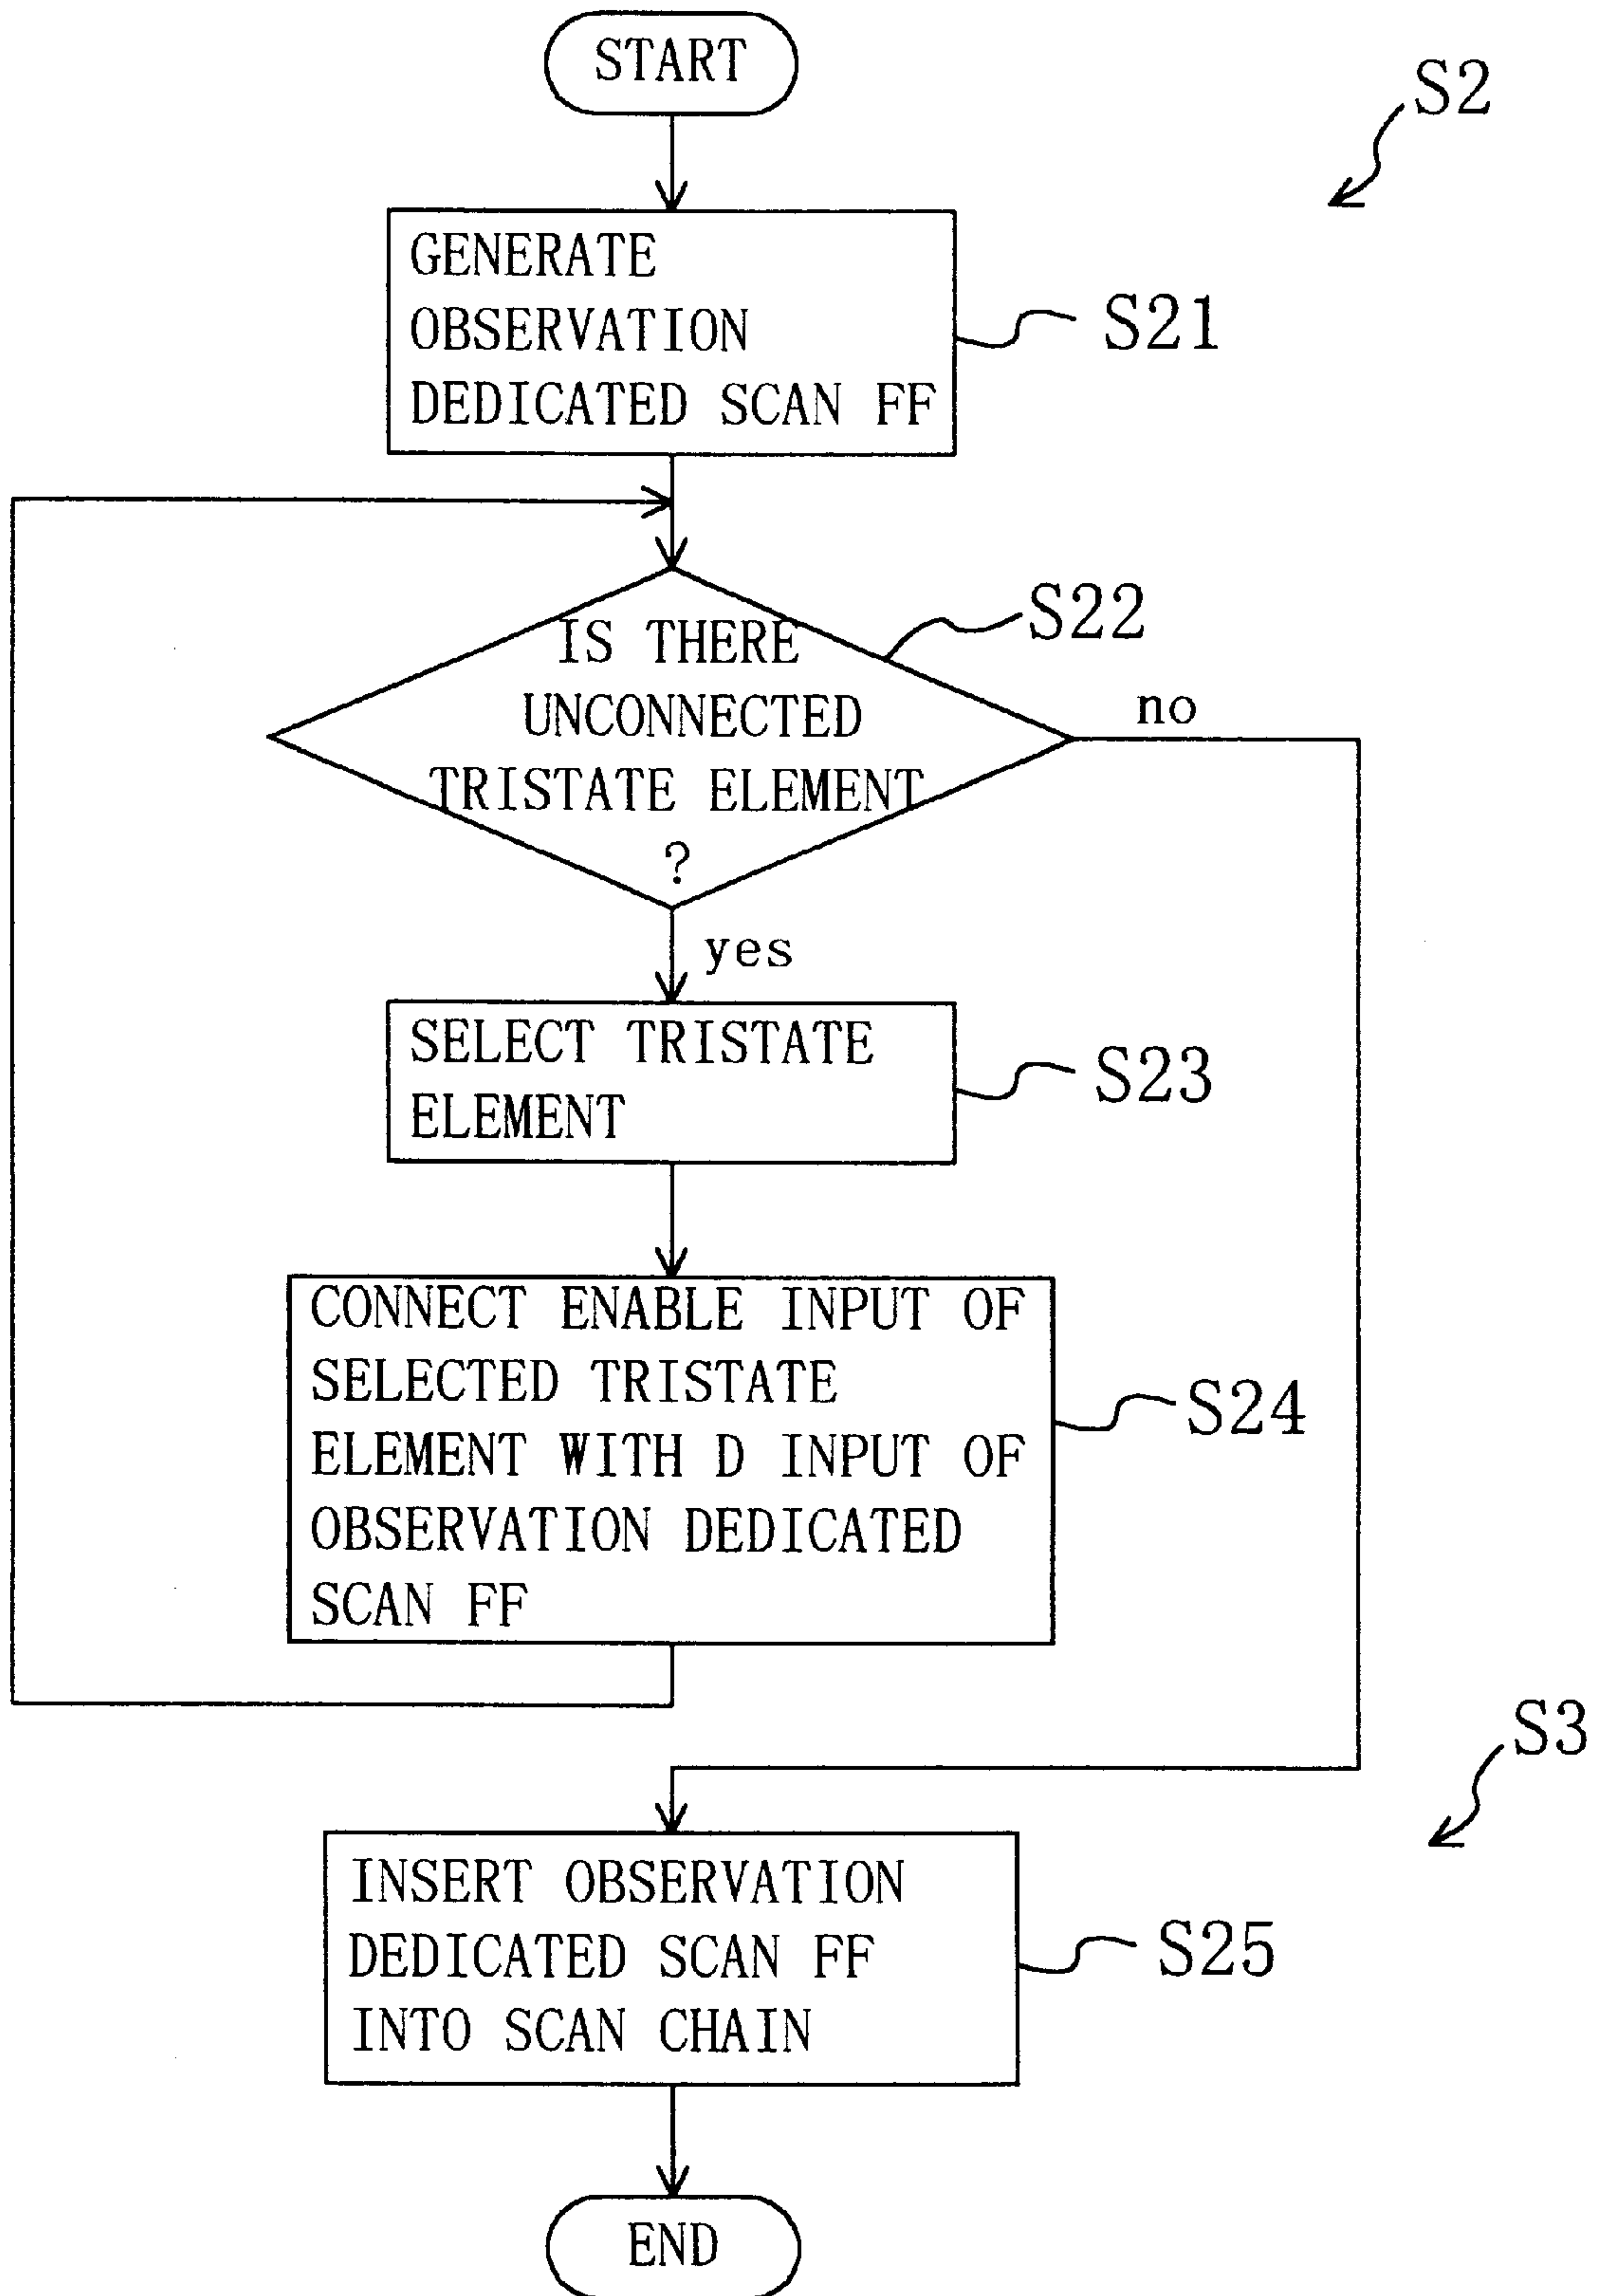 START
S2
GENERATE
OBSERVATION
DEDICATED SCAN FF
S21
IS THERE
UNCONNECTED
TRISTATE ELEMENT
?
S22
no
yes
SELECT TRISTATE
ELEMENT
S23
CONNECT ENABLE INPUT OF
SELECTED TRISTATE
ELEMENT WITH D INPUT OF
OBSERVATION DEDICATED
SCAN FF
S24
S3
INSERT OBSERVATION
DEDICATED SCAN FF
INTO SCAN CHAIN
S25
END